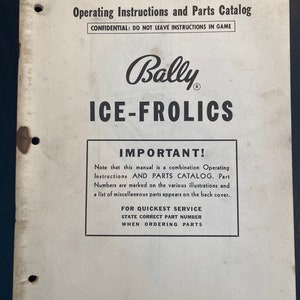 Operating Instructions and Parts Catalog
CONFIDENTIAL: DO NOT LEAVE INSTRUCTIONS IN GAME
Bally®
ICE-FROLICS
IMPORTANT!
Note that this manual is a combination Operating
Instructions AND PARTS CATALOG. Part
Numbers are marked on the various illustrations and
a list of miscellaneous parts appears on the back cover.
FOR QUICKEST SERVICE
STATE CORRECT PART NUMBER
WHEN ORDERING PARTS